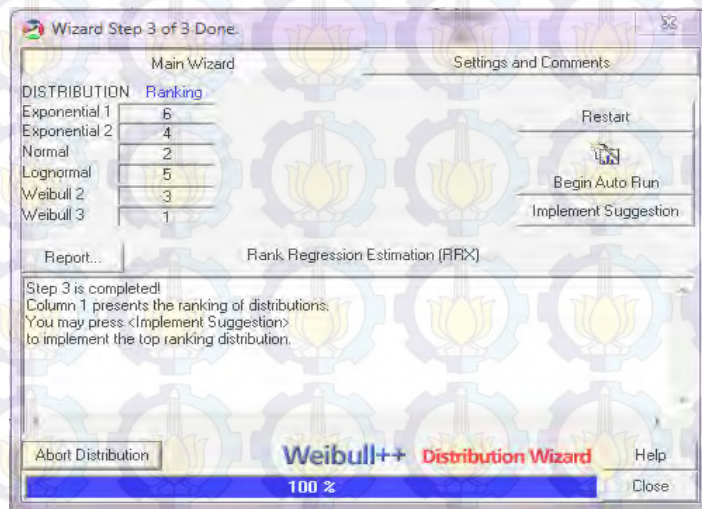 Wizard Step 3 of 3 Done.
Main Wizard Settings and Comments
DISTRIBUTION Ranking
Exponential 1 6
Exponential 2 4
Normal 2
Lognormal 5
Weibull 2 3
Weibull 3 1
Restart
Begin Auto Run
Implement Suggestion
Report... Rank Regression Estimation (RRX)
Step 3 is completed!
Column 1 presents the ranking of distributions.
You may press <Implement Suggestion>
to implement the top ranking distribution.
Abort Distribution Weibull++ Distribution Wizard Help
100 % Close